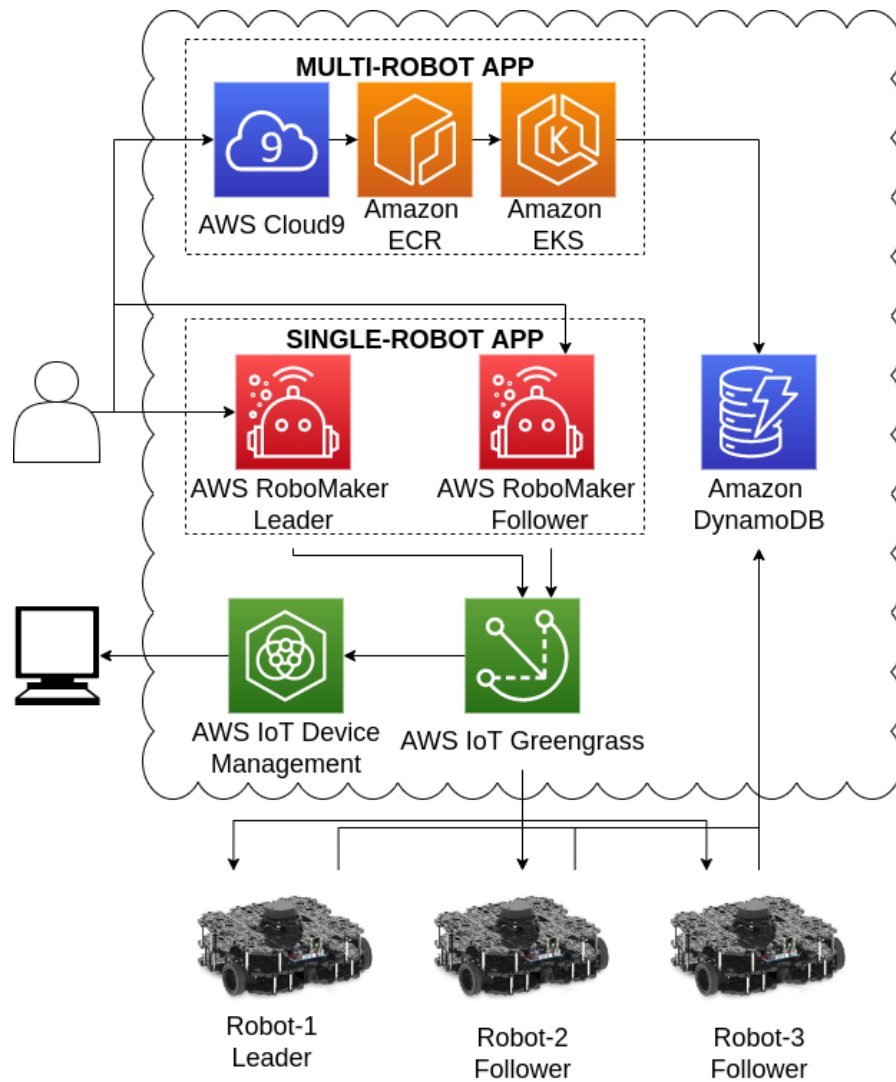 MULTI-ROBOT APP
9
K
AWS Cloud9
Amazon
ECR
Amazon
EKS
SINGLE-ROBOT APP
AWS RoboMaker
Leader
AWS RoboMaker
Follower
Amazon
DynamoDB
AWS IoT Device
Management
AWS IoT Greengrass
Robot-1
Leader
Robot-2
Follower
Robot-3
Follower